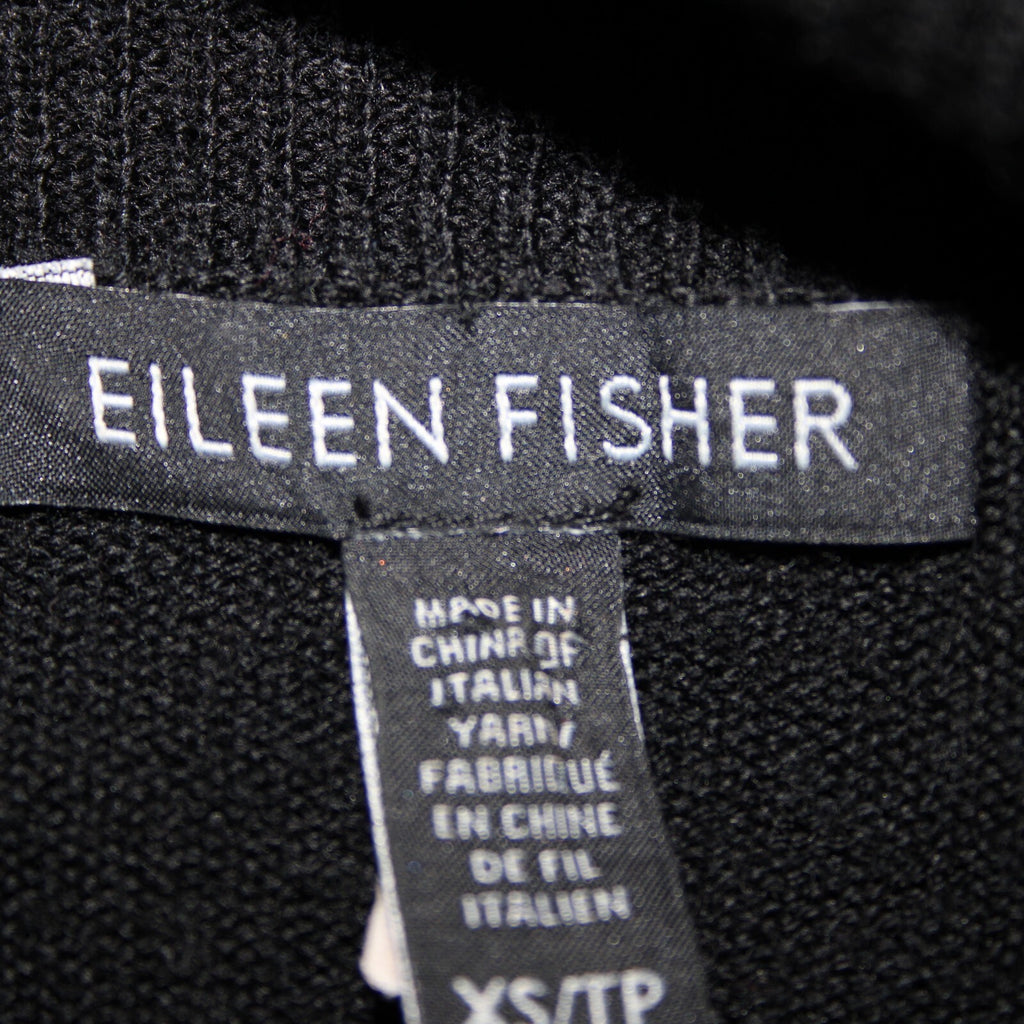 EILEEN FISHER
MADE IN
CHINA OF
ITALIAN
YARN
FABRIQUÉ
EN CHINE
DE FIL
ITALIEN
XS/TP